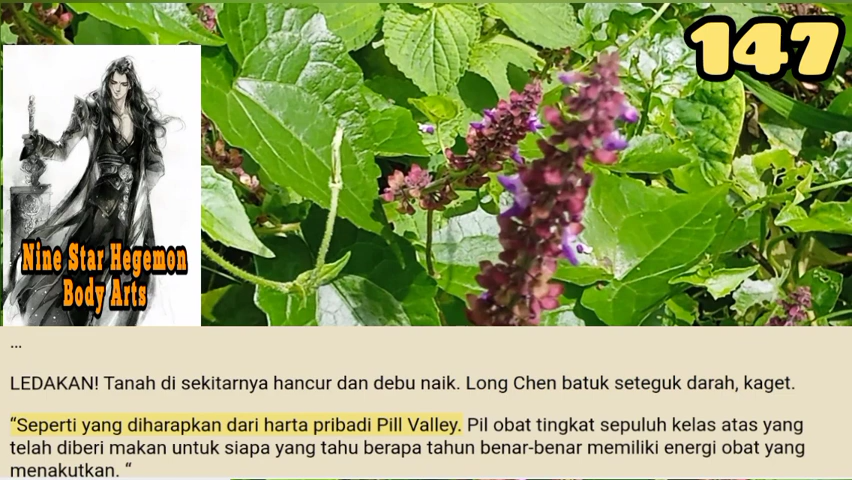 147
Nine Star Hegemon
Body Arts
...
LEDAKAN! Tanah di sekitarnya hancur dan debu naik. Long Chen batuk seteguk darah, kaget.
“Seperti yang diharapkan dari harta pribadi Pill Valley. Pil obat tingkat sepuluh kelas atas yang
telah diberi makan untuk siapa yang tahu berapa tahun benar-benar memiliki energi obat yang
menakutkan. “